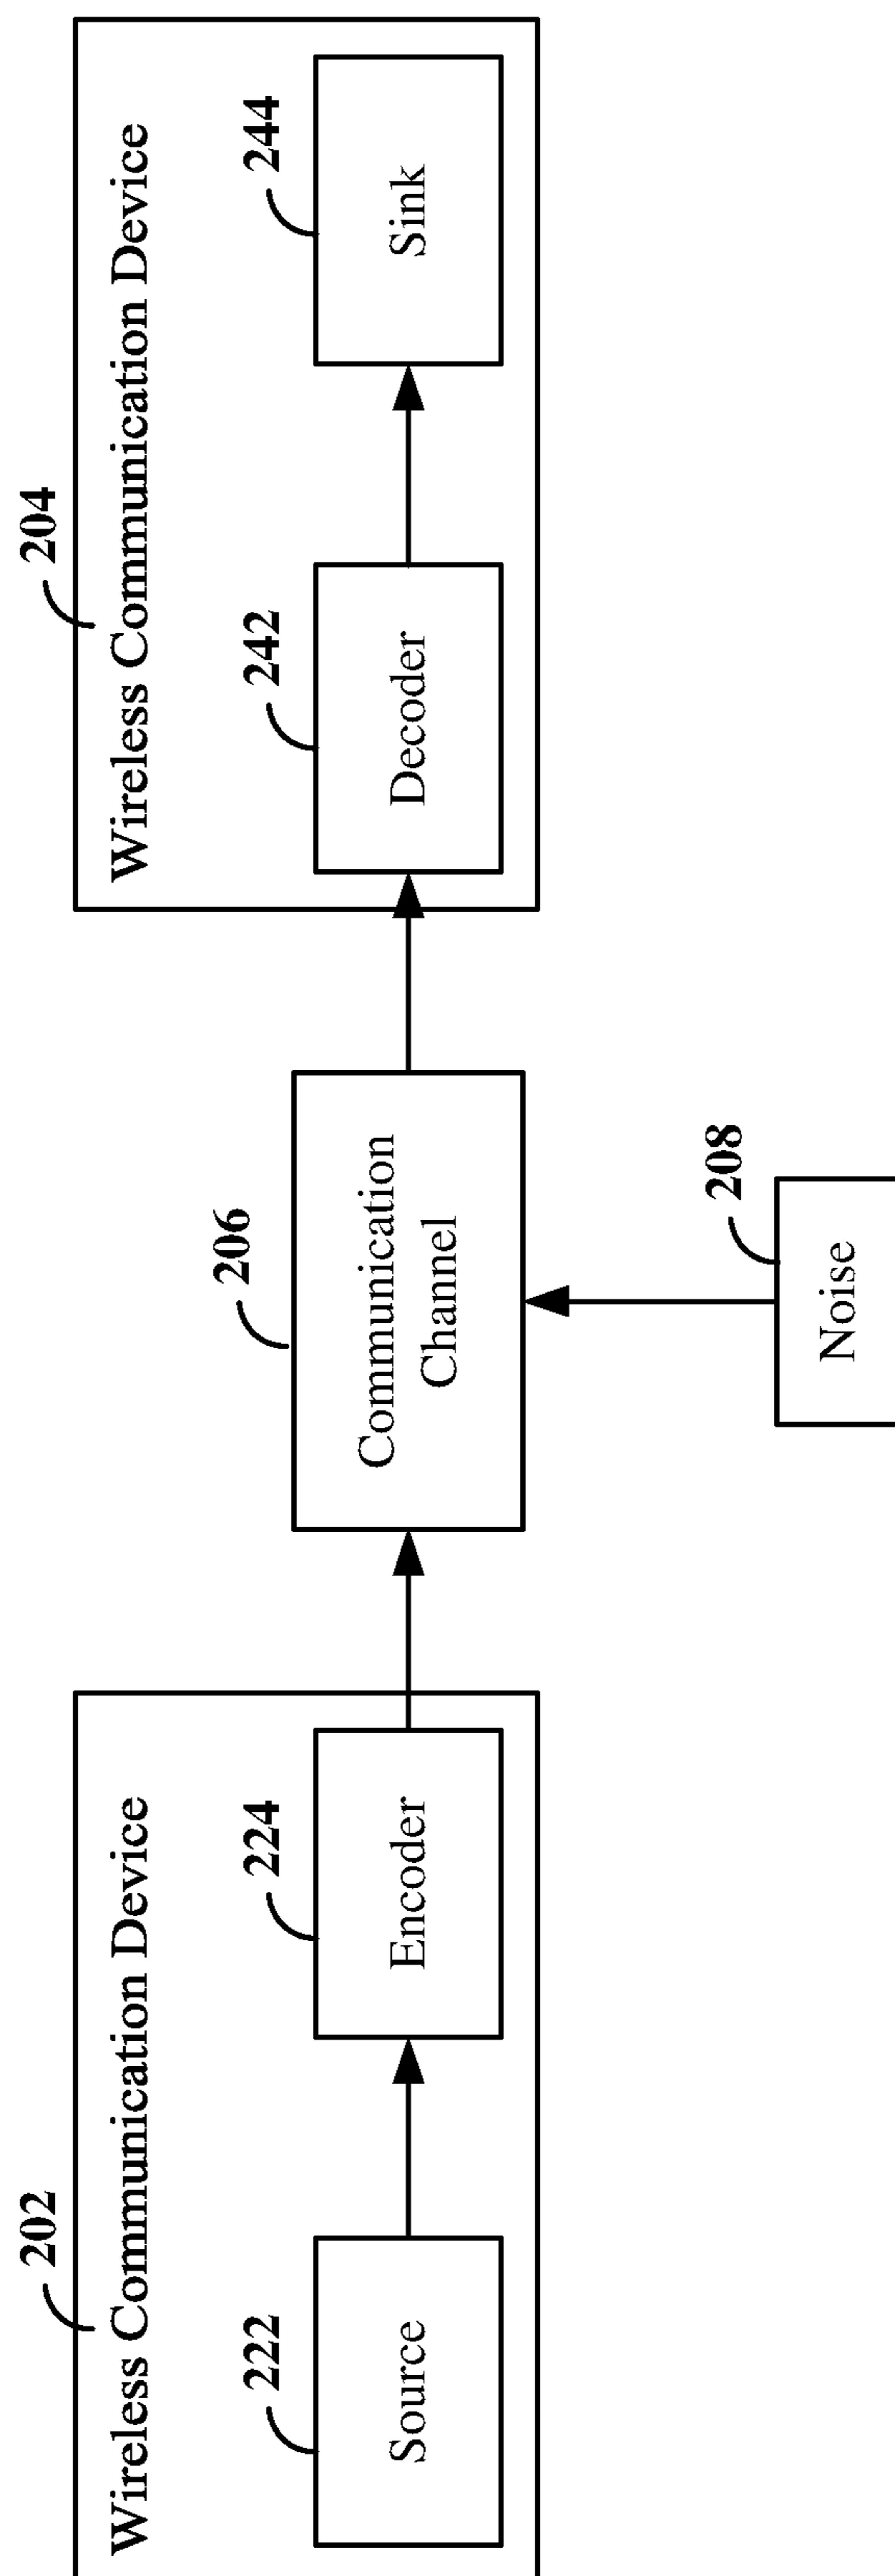 202
Wireless Communication Device
222
Source
224
Encoder
206
Communication
Channel
208
Noise
204
Wireless Communication Device
242
Decoder
244
Sink